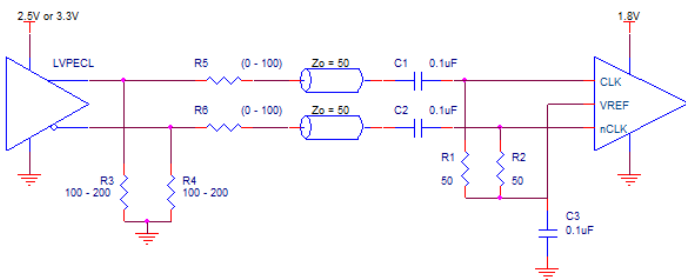 2.5V or 3.3V
1.8V
LVPECL
R5 (0 - 100) Zo = 50 C1 0.1uF
CLK
R6 (0 - 100) Zo = 50 C2 0.1uF
VREF
nCLK
R3
100 - 200
R4
100 - 200
R1
50
R2
50
C3
0.1uF